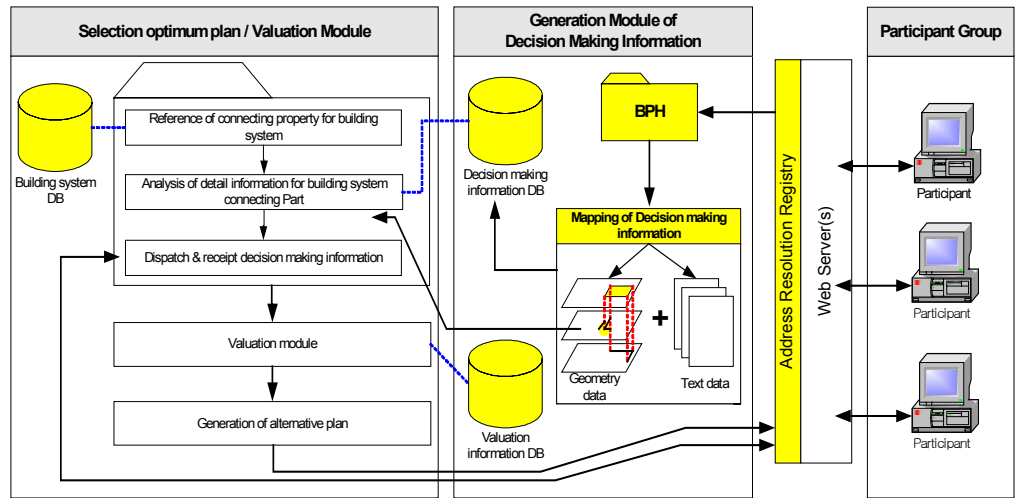 Selection optimum plan / Valuation Module
Building system
DB
Reference of connecting property for building
system
Analysis of detail information for building system
connecting Part
Dispatch & receipt decision making information
Valuation module
Generation of alternative plan
Generation Module of
Decision Making Information
Decision making
information DB
BPH
Mapping of Decision making
information
+
Geometry
data
Text data
Valuation
information DB
Address Resolution Registry
Web Server(s)
Participant Group
Participant
Participant
Participant